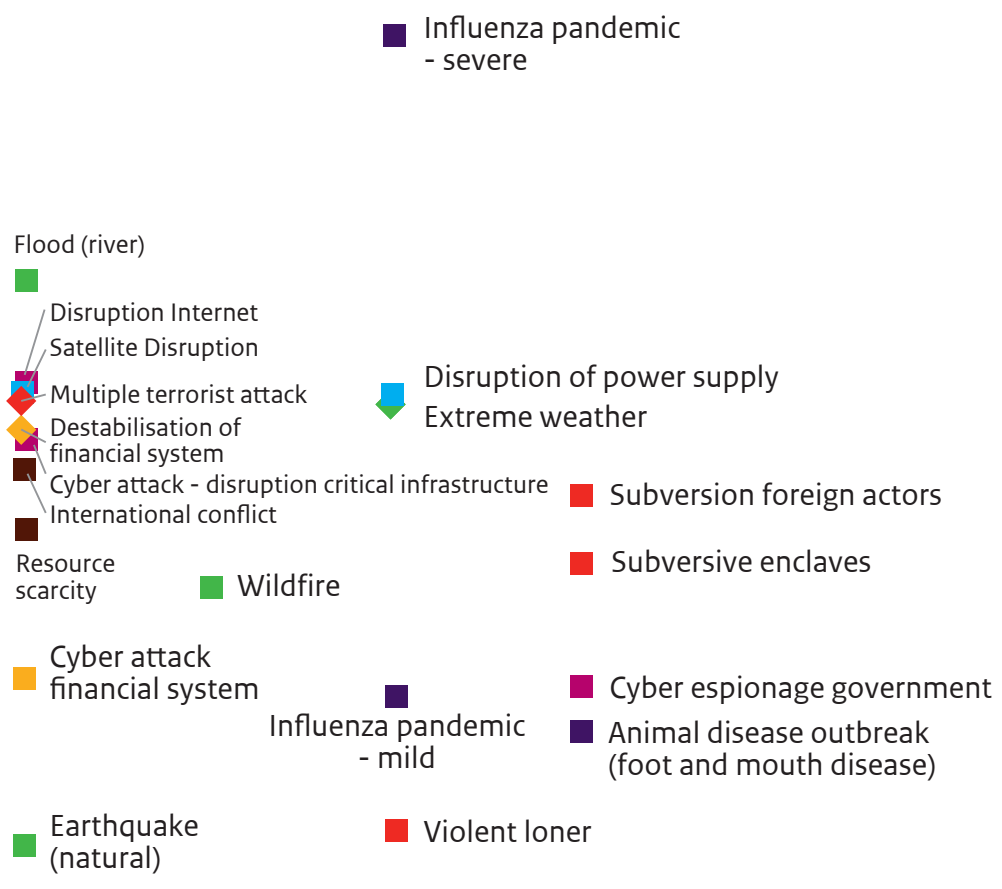 Influenza pandemic
- severe
Flood (river)
Disruption Internet
Satellite Disruption
Multiple terrorist attack
Disruption of power supply
Extreme weather
Destabilisation of
financial system
Cyber attack - disruption critical infrastructure
International conflict
Subversion foreign actors
Resource
scarcity
Subversive enclaves
Wildfire
Cyber attack
financial system
Influenza pandemic
- mild
Cyber espionage government
Animal disease outbreak
(foot and mouth disease)
Earthquake
(natural)
Violent loner